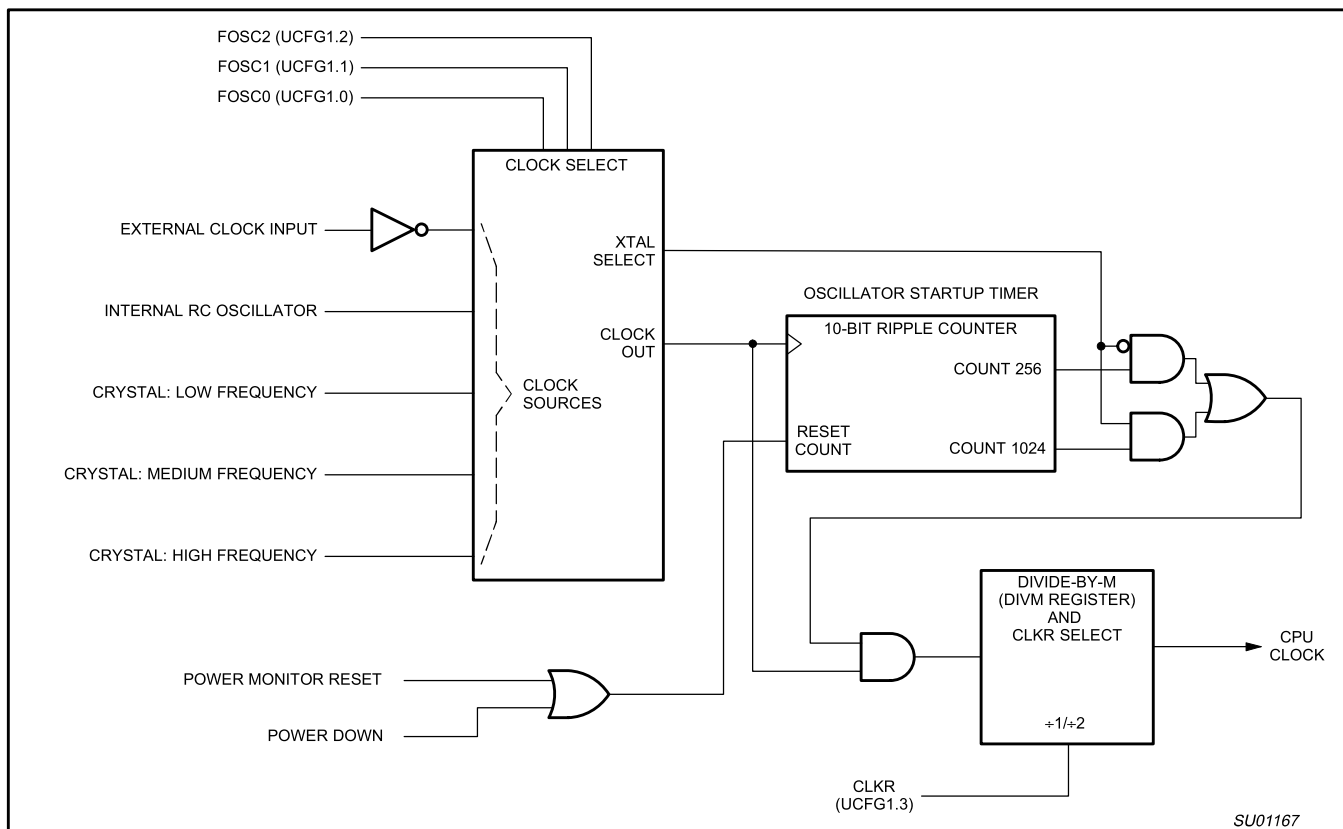 FOSC2 (UCFG1.2)
FOSC1 (UCFG1.1)
FOSC0 (UCFG1.0)
CLOCK SELECT
EXTERNAL CLOCK INPUT
XTAL
SELECT
INTERNAL RC OSCILLATOR
OSCILLATOR STARTUP TIMER
10-BIT RIPPLE COUNTER
CLOCK
OUT
COUNT 256
CRYSTAL: LOW FREQUENCY
CLOCK
SOURCES
RESET
COUNT
COUNT 1024
CRYSTAL: MEDIUM FREQUENCY
CRYSTAL: HIGH FREQUENCY
DIVIDE-BY-M
(DIVM REGISTER)
AND
CLKR SELECT
CPU
CLOCK
POWER MONITOR RESET
POWER DOWN
÷1/÷2
CLKR
(UCFG1.3)
SU01167